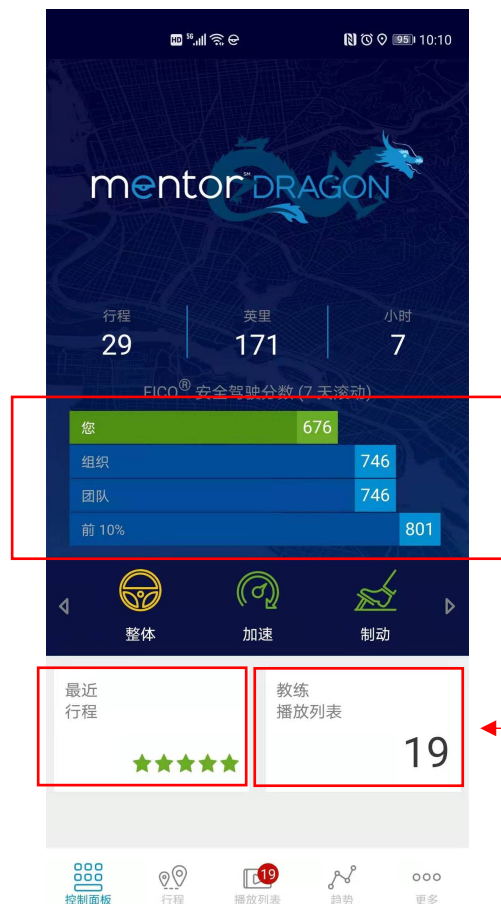 HD 5G 95 10:10
mentor℠ DRAGON
行程 英里 小时
29 171 7
FICO® 安全驾驶分数 (7 天滚动)
您 676
组织 746
团队 746
前 10% 801
整体 加速 制动
最近
行程
教练
播放列表
19
19
控制面板 行程 播放列表 趋势 更多